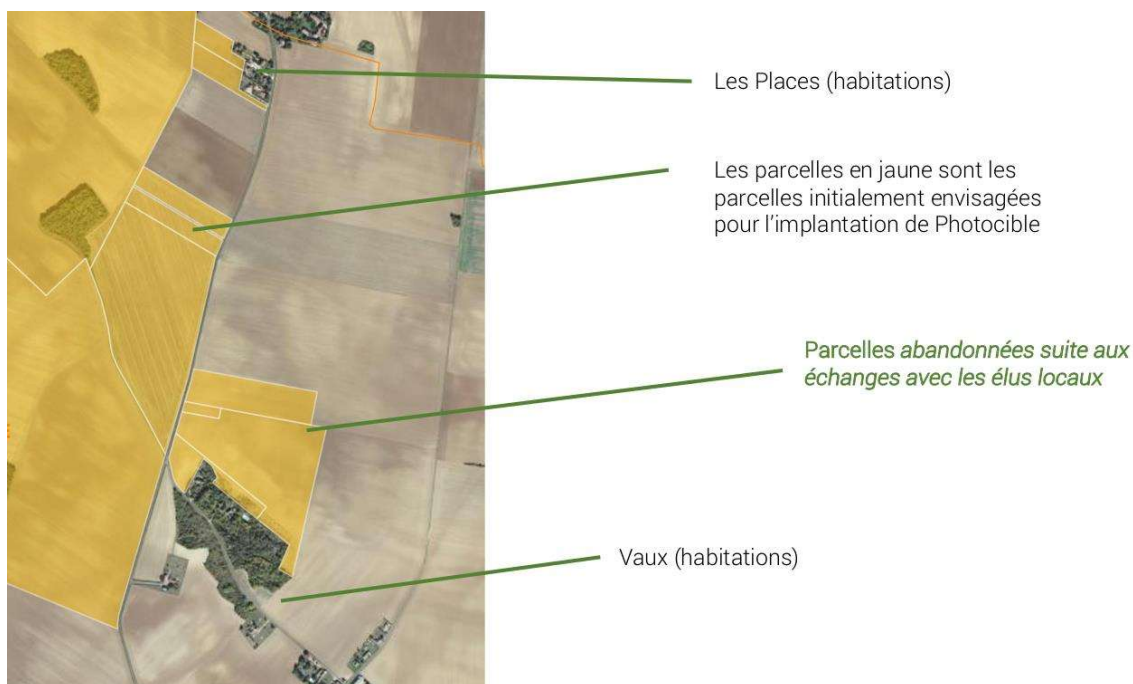 Les Places (habitations)
Les parcelles en jaune sont les
parcelles initialement envisagées
pour l'implantation de Photocible
Parcelles abandonnées suite aux
échanges avec les élus locaux
Vaux (habitations)